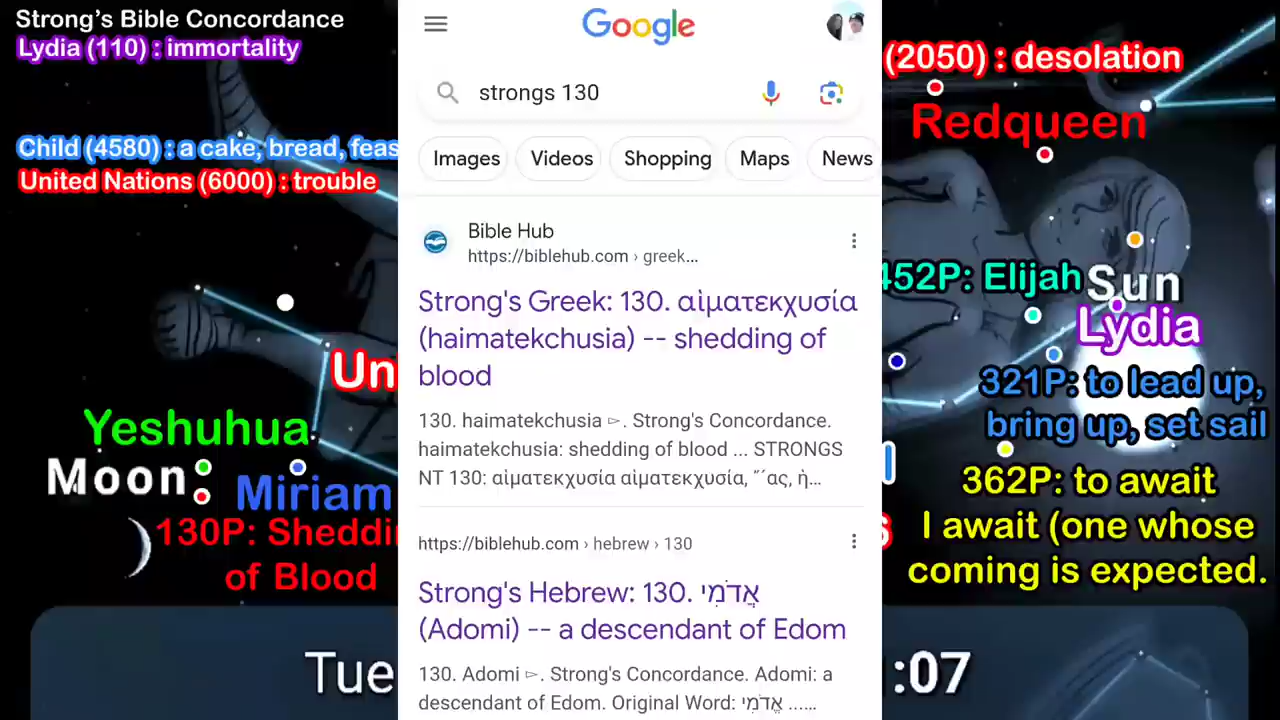 Strong's Bible Concordance
Lydia (110) : immortality
Child (4580) : a cake, bread, feas
United Nations (6000) : trouble
Un
Yeshuhua
Moon
Miriam
130P: Sheddi
of Blood
Tue
Google
strongs 130
Images Videos Shopping Maps News
Bible Hub
https://biblehub.com › greek...
Strong's Greek: 130. αἱματεκχυσία
(haimatekchusia) -- shedding of
blood
130. haimatekchusia ▻. Strong's Concordance.
haimatekchusia: shedding of blood ... STRONGS
NT 130: αἱματεκχυσία αἱματεκχυσία, ῞΄ας, ἡ...
https://biblehub.com › hebrew › 130
Strong's Hebrew: 130. אֲדֹמִי
(Adomi) -- a descendant of Edom
130. Adomi ▻. Strong's Concordance. Adomi: a
descendant of Edom. Original Word: אֱדֹמִי ......
(2050) : desolation
Redqueen
452P: Elijah
Sun
Lydia
321P: to lead up,
bring up, set sail
362P: to await
I await (one whose
coming is expected.
:07